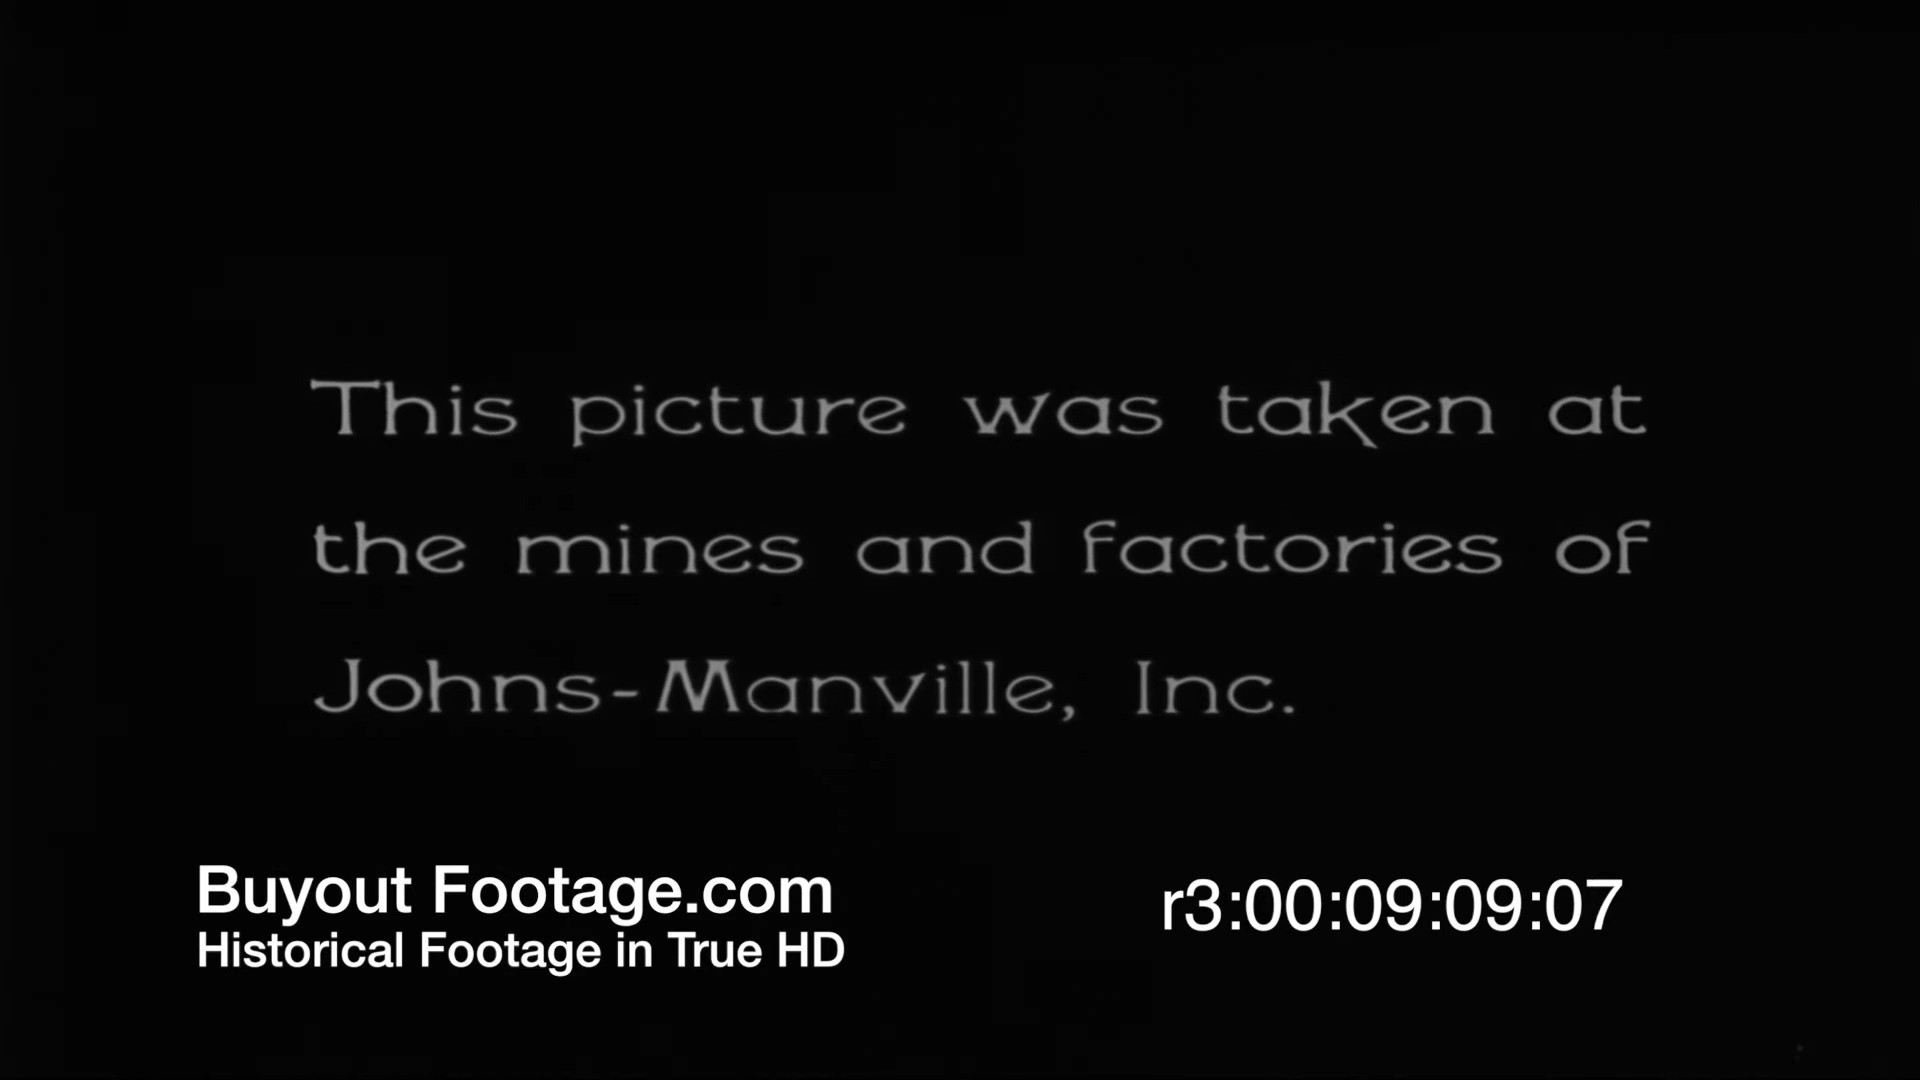 This picture was taken at
the mines and factories of
Johns-Manville, Inc.
Buyout Footage.com
Historical Footage in True HD
r3:00:09:09:07